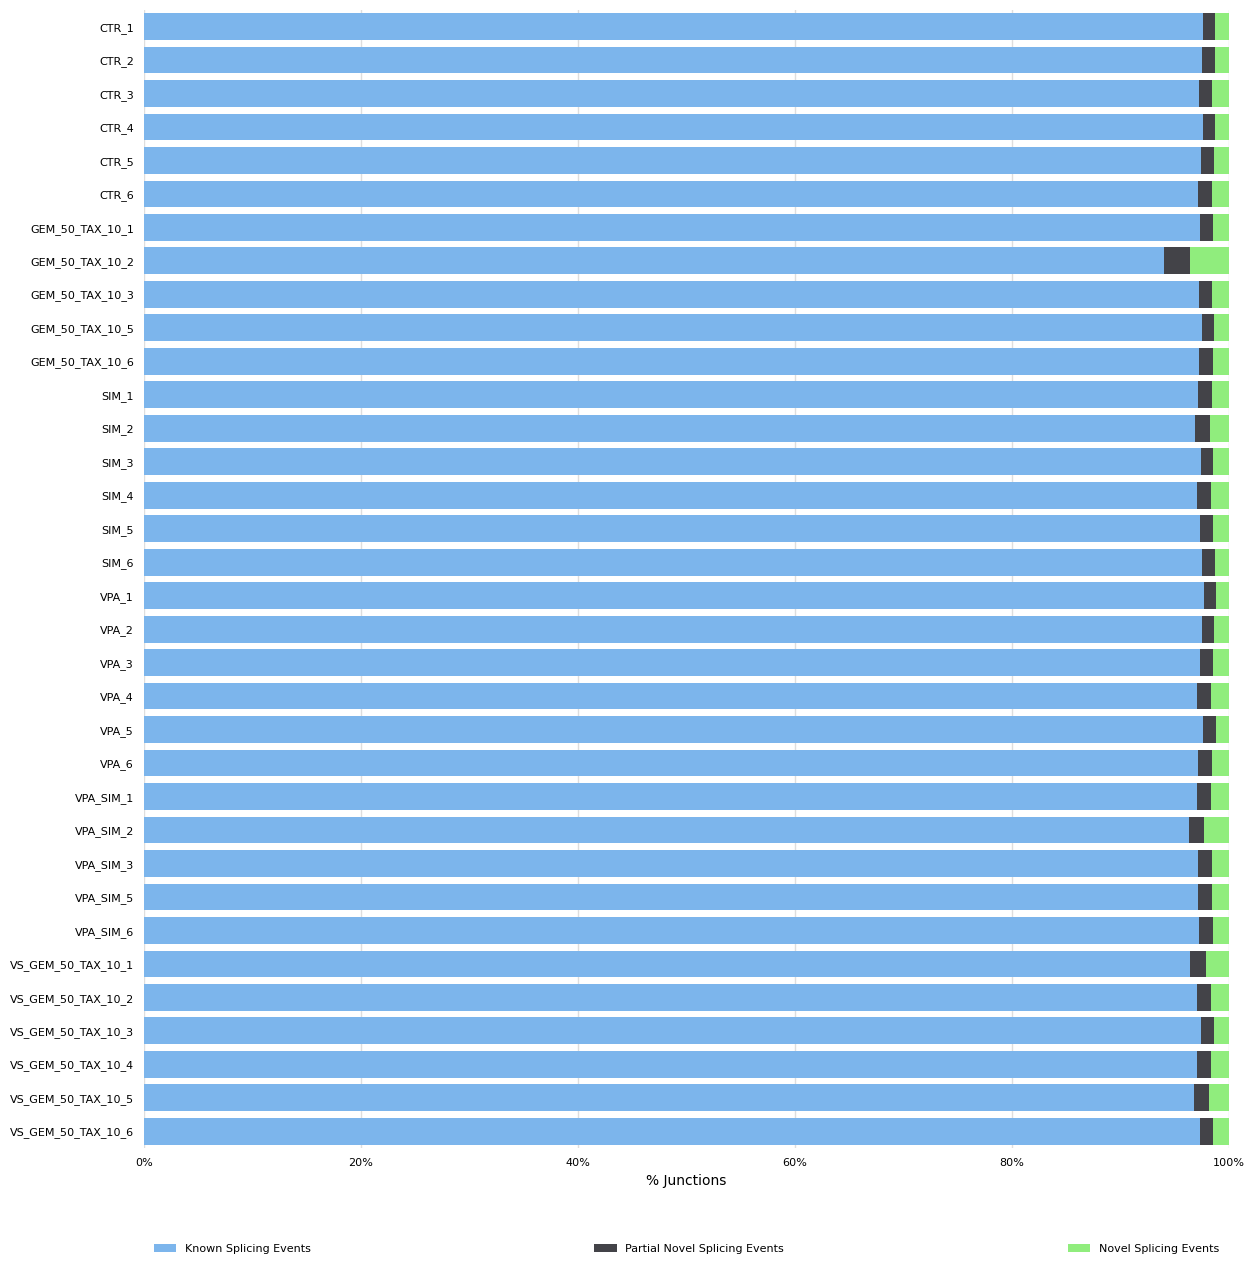 CTR_1
CTR_2
CTR_3
CTR_4
CTR_5
CTR_6
GEM_50_TAX_10_1
GEM_50_TAX_10_2
GEM_50_TAX_10_3
GEM_50_TAX_10_5
GEM_50_TAX_10_6
SIM_1
SIM_2
SIM_3
SIM_4
SIM_5
SIM_6
VPA_1
VPA_2
VPA_3
VPA_4
VPA_5
VPA_6
VPA_SIM_1
VPA_SIM_2
VPA_SIM_3
VPA_SIM_5
VPA_SIM_6
VS_GEM_50_TAX_10_1
VS_GEM_50_TAX_10_2
VS_GEM_50_TAX_10_3
VS_GEM_50_TAX_10_4
VS_GEM_50_TAX_10_5
VS_GEM_50_TAX_10_6
0% 20% 40% 60% 80% 100%
% Junctions
Known Splicing Events Partial Novel Splicing Events Novel Splicing Events